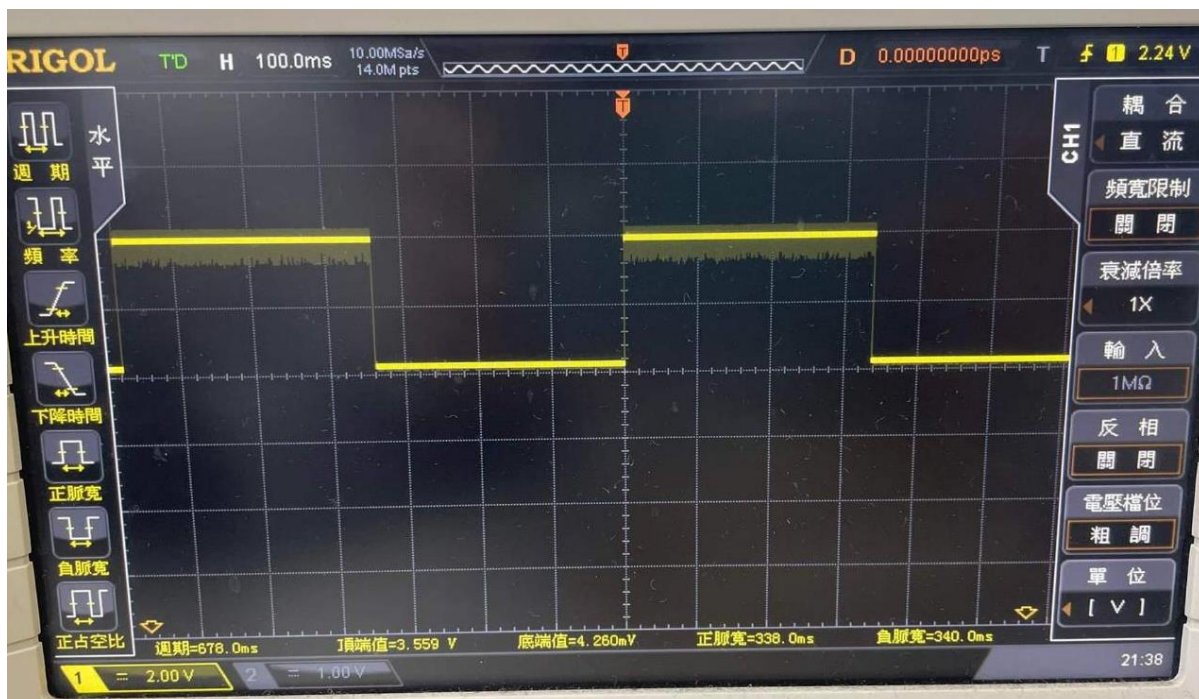 RIGOL T'D H 100.0ms 10.00MSa/s 14.0M pts D 0.00000000ps T 1 2.24 V
T
T
水平
週期
頻率
上升時間
下降時間
正脈寬
負脈寬
正占空比
CH1
耦合
直流
頻寬限制
關閉
衰減倍率
1X
輸入
1MΩ
反相
關閉
電壓檔位
粗調
單位
[ V ]
週期=678.0ms 頂端值=3.559 V 底端值=4.260mV 正脈寬=338.0ms 負脈寬=340.0ms
1 = 2.00 V 2 = 1.00 V 21:38